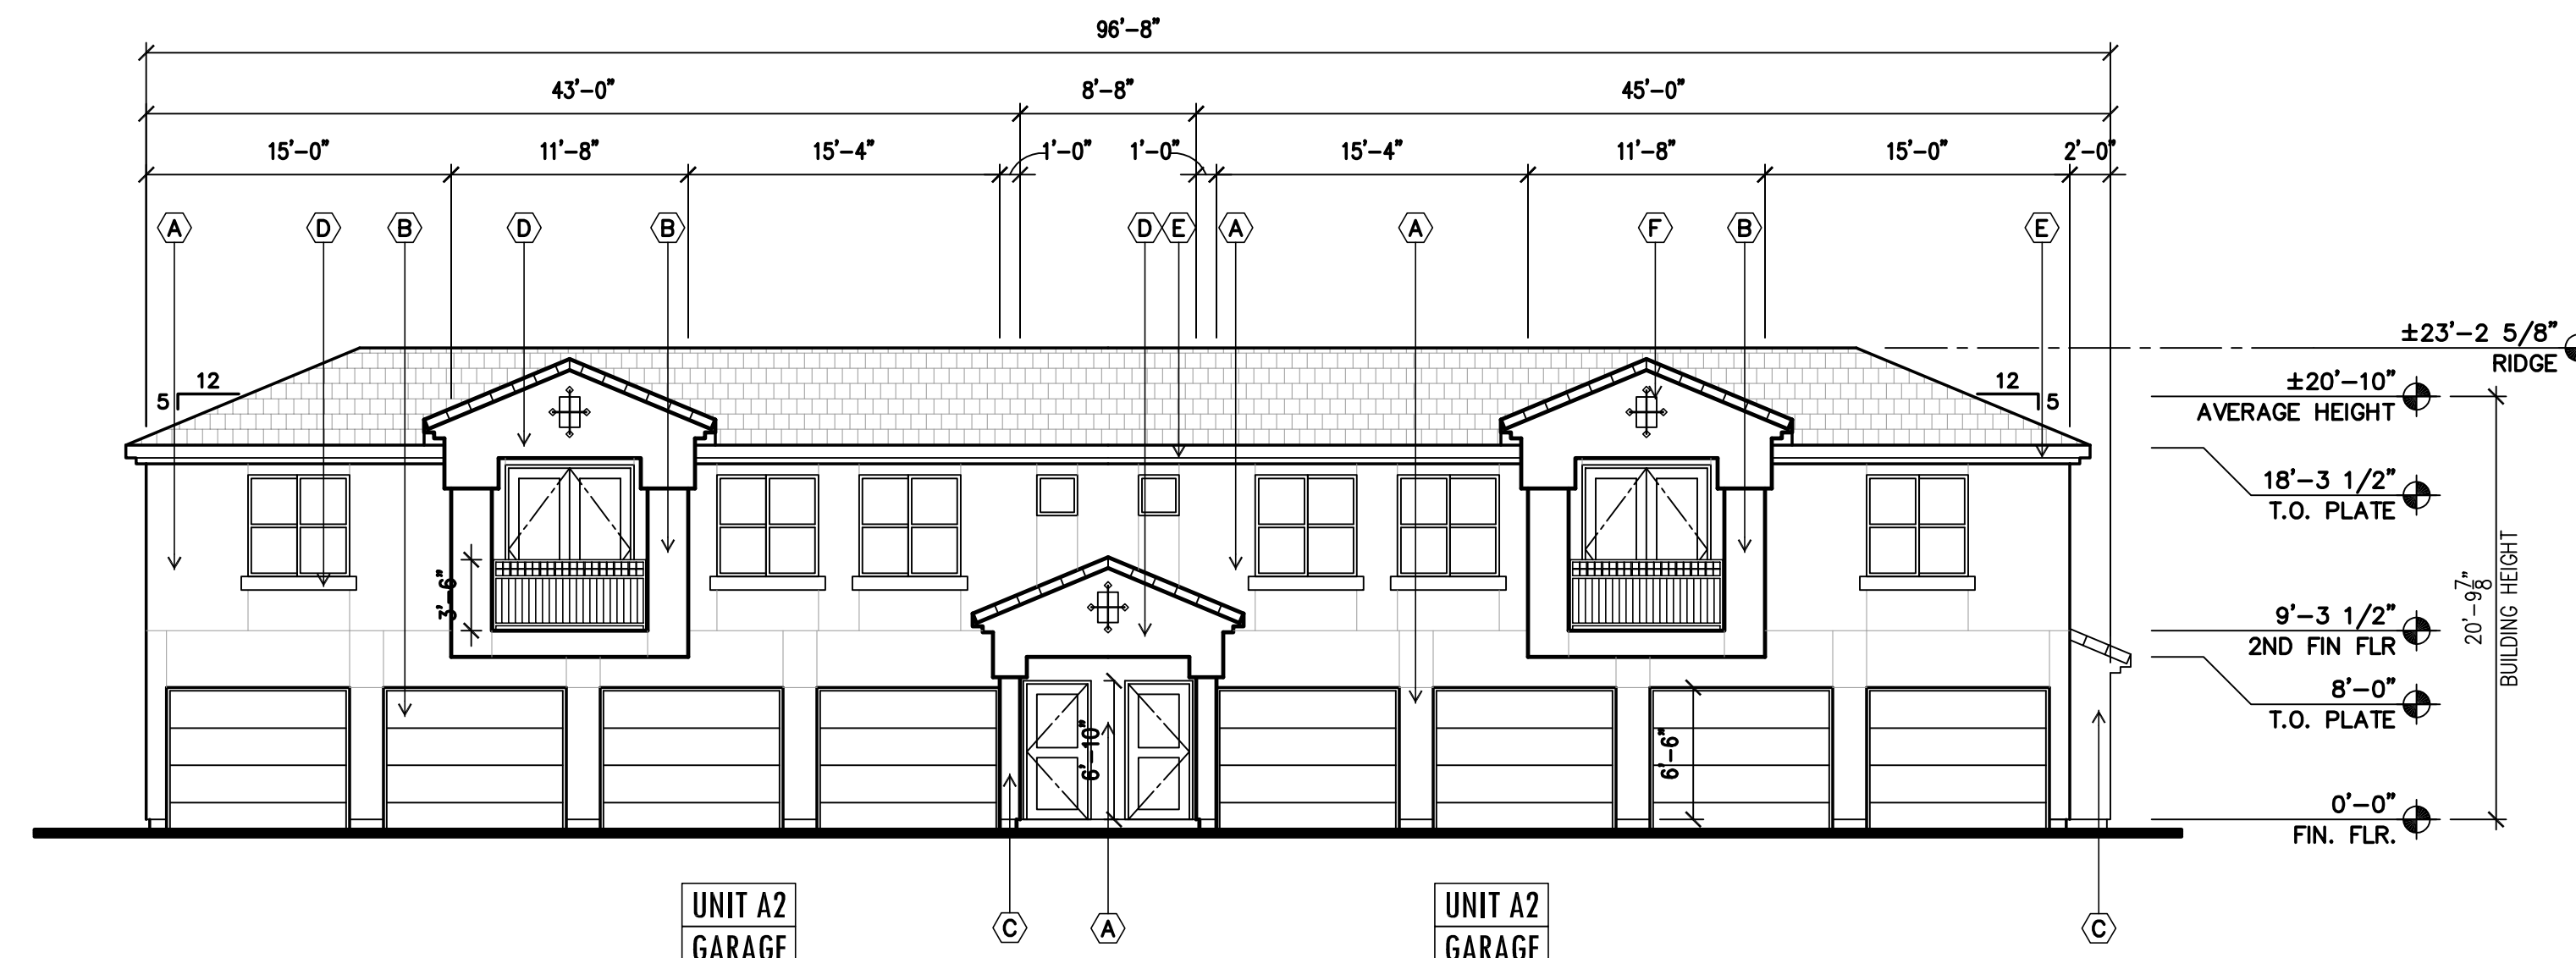 96'-8"
43'-0" 8'-8" 45'-0"
15'-0" 11'-8" 15'-4" 1'-0" 1'-0" 15'-4" 11'-8" 15'-0" 2'-0"
A D B D B D E A A F B E
±23'-2 5/8"
RIDGE
12
5
12
5
±20'-10"
AVERAGE HEIGHT
18'-3 1/2"
T.O. PLATE
3'-6"
9'-3 1/2"
2ND FIN FLR
20'-9 7/8"
BUILDING HEIGHT
8'-0"
T.O. PLATE
6'-10"
6'-6"
0'-0"
FIN. FLR.
UNIT A2
GARAGE
C A
UNIT A2
GARAGE
C